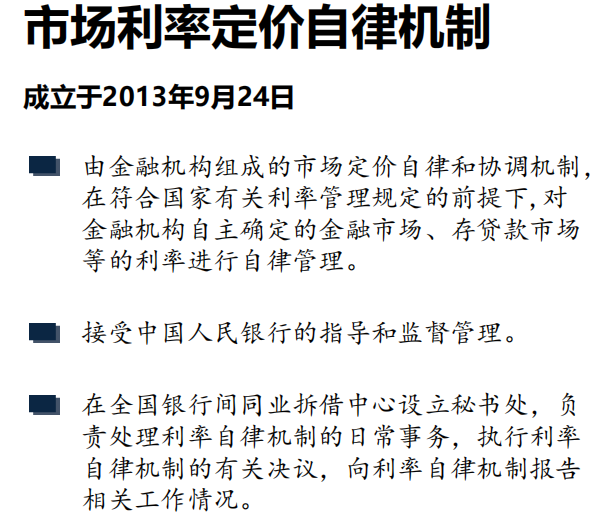 市场利率定价自律机制
成立于2013年9月24日
由金融机构组成的市场定价自律和协调机制，
在符合国家有关利率管理规定的前提下,对
金融机构自主确定的金融市场、存贷款市场
等的利率进行自律管理。
接受中国人民银行的指导和监督管理。
在全国银行间同业拆借中心设立秘书处，负
责处理利率自律机制的日常事务，执行利率
自律机制的有关决议，向利率自律机制报告
相关工作情况。